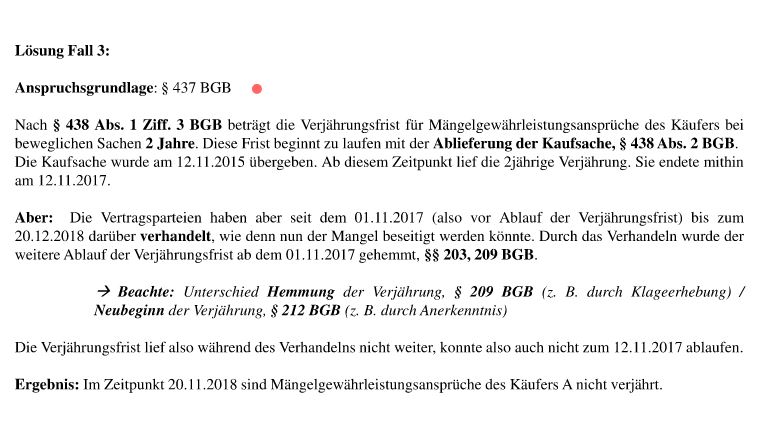 Lösung Fall 3:
Anspruchsgrundlage: § 437 BGB
Nach § 438 Abs. 1 Ziff. 3 BGB beträgt die Verjährungsfrist für Mängelgewährleistungsansprüche des Käufers bei
beweglichen Sachen 2 Jahre. Diese Frist beginnt zu laufen mit der Ablieferung der Kaufsache, § 438 Abs. 2 BGB.
Die Kaufsache wurde am 12.11.2015 übergeben. Ab diesem Zeitpunkt lief die 2jährige Verjährung. Sie endete mithin
am 12.11.2017.
Aber: Die Vertragsparteien haben aber seit dem 01.11.2017 (also vor Ablauf der Verjährungsfrist) bis zum
20.12.2018 darüber verhandelt, wie denn nun der Mangel beseitigt werden könnte. Durch das Verhandeln wurde der
weitere Ablauf der Verjährungsfrist ab dem 01.11.2017 gehemmt, §§ 203, 209 BGB.
→ Beachte: Unterschied Hemmung der Verjährung, § 209 BGB (z. B. durch Klageerhebung) /
Neubeginn der Verjährung, § 212 BGB (z. B. durch Anerkenntnis)
Die Verjährungsfrist lief also während des Verhandelns nicht weiter, konnte also auch nicht zum 12.11.2017 ablaufen.
Ergebnis: Im Zeitpunkt 20.11.2018 sind Mängelgewährleistungsansprüche des Käufers A nicht verjährt.